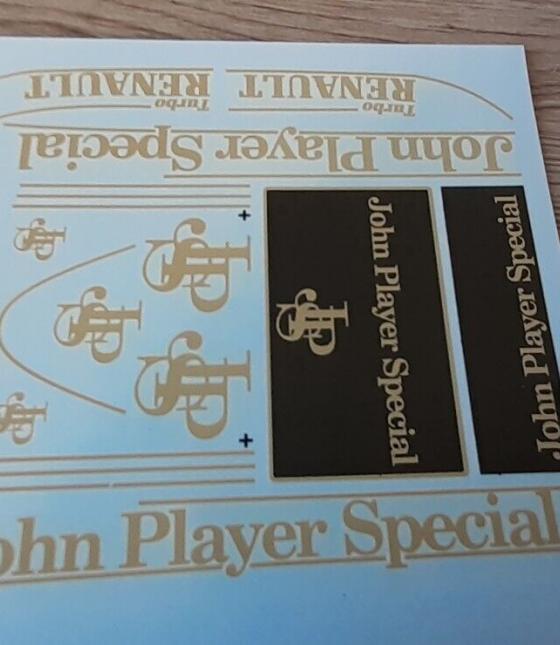 RENAULT
Turbo
RENAULT
Turbo
John Player Special
JPS
JPS
JPS
JPS
JPS
JPS
John Player Special
John Player Special
ohn Player Special